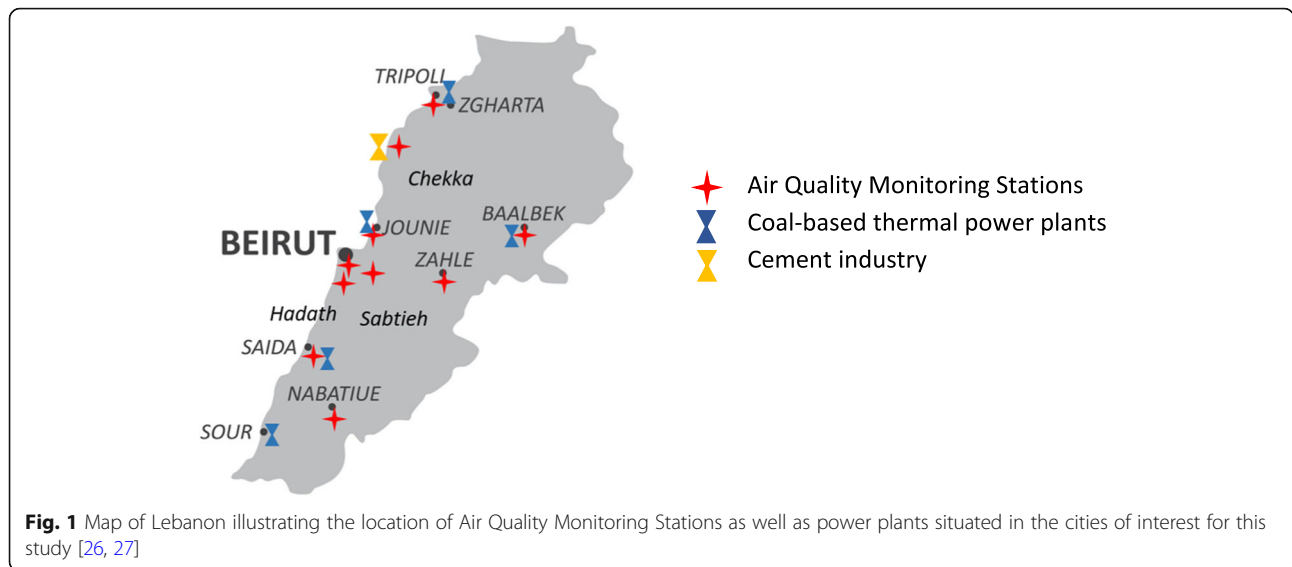 TRIPOLI
ZGHARTA
Chekka
JOUNIE
BAALBEK
BEIRUT
ZAHLE
Hadath
Sabtieh
SAIDA
NABATIUE
SOUR
Air Quality Monitoring Stations
Coal-based thermal power plants
Cement industry
Fig. 1 Map of Lebanon illustrating the location of Air Quality Monitoring Stations as well as power plants situated in the cities of interest for this
study [26, 27]